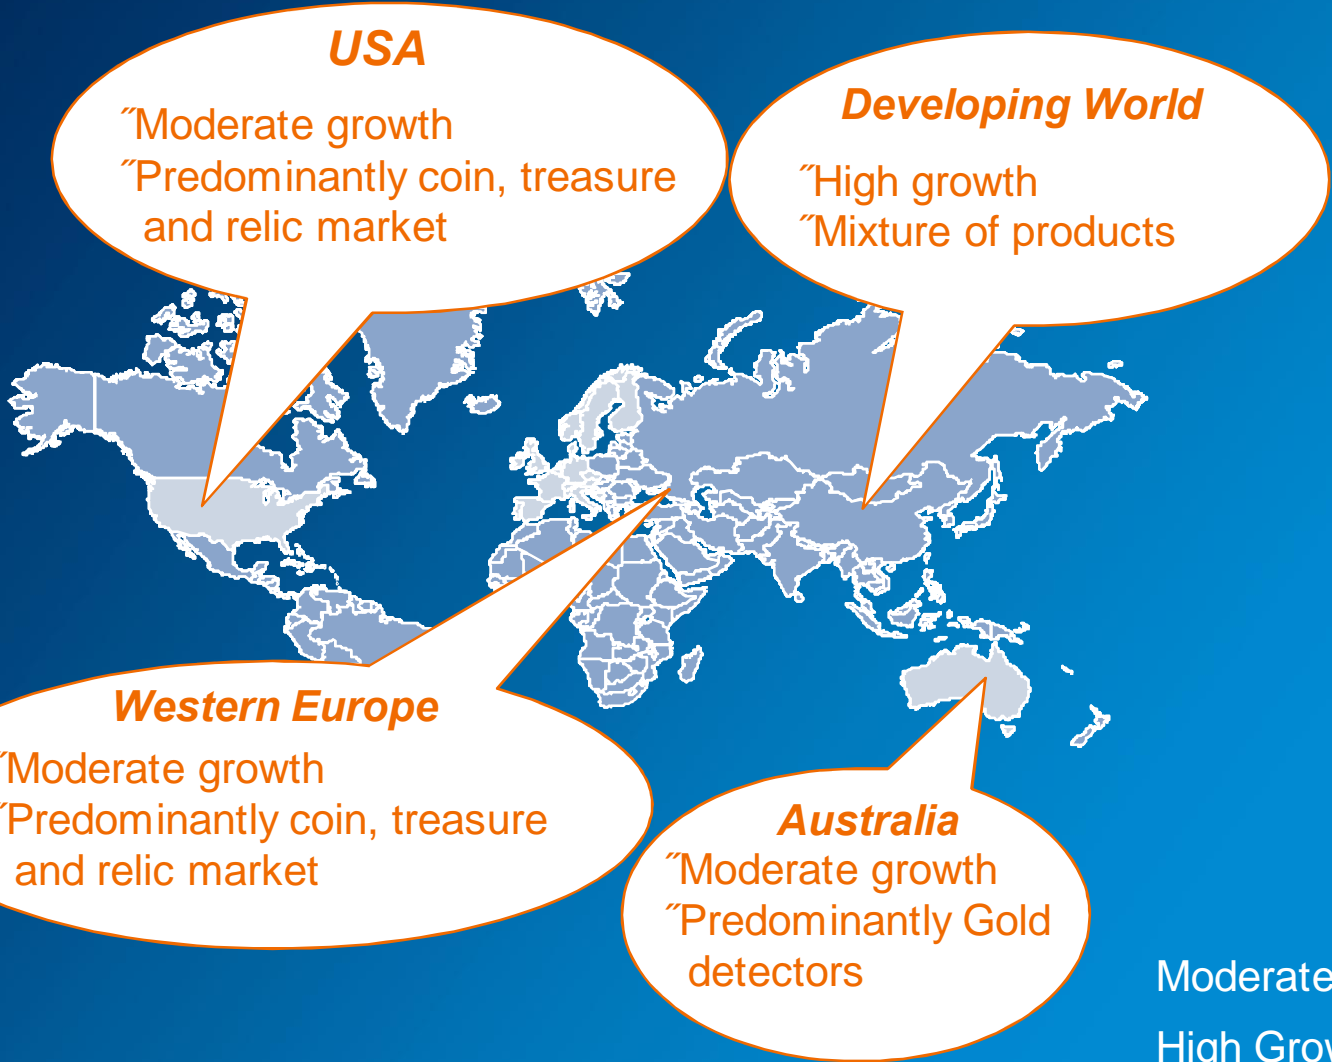 USA
˝Moderate growth
˝Predominantly coin, treasure
and relic market
Developing World
˝High growth
˝Mixture of products
Western Europe
˝Moderate growth
˝Predominantly coin, treasure
and relic market
Australia
˝Moderate growth
˝Predominantly Gold
detectors
Moderate
High